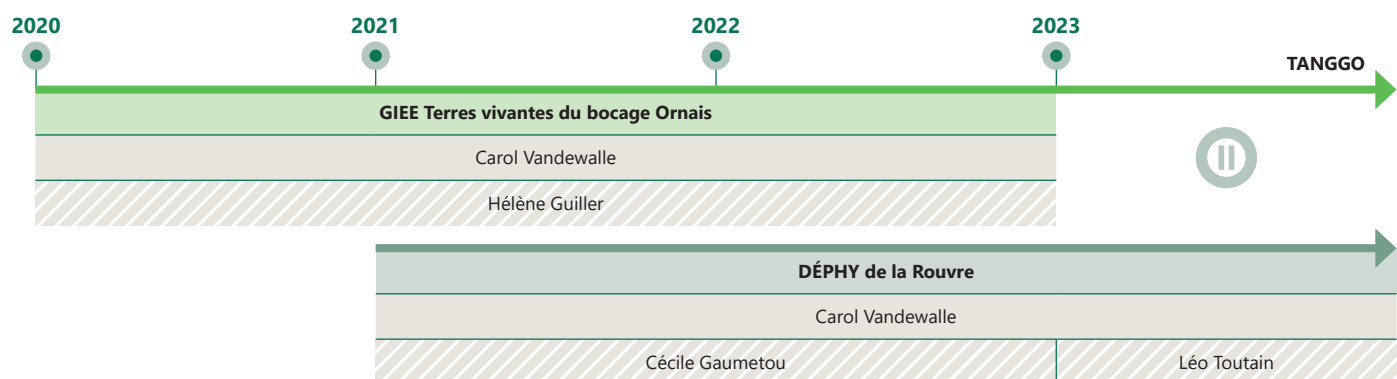 2020 2021 2022 2023
TANGGO
GIEE Terres vivantes du bocage Ornais
Carol Vandewalle
Hélène Guiller
DÉPHY de la Rouvre
Carol Vandewalle
Cécile Gaumetou Léo Toutain